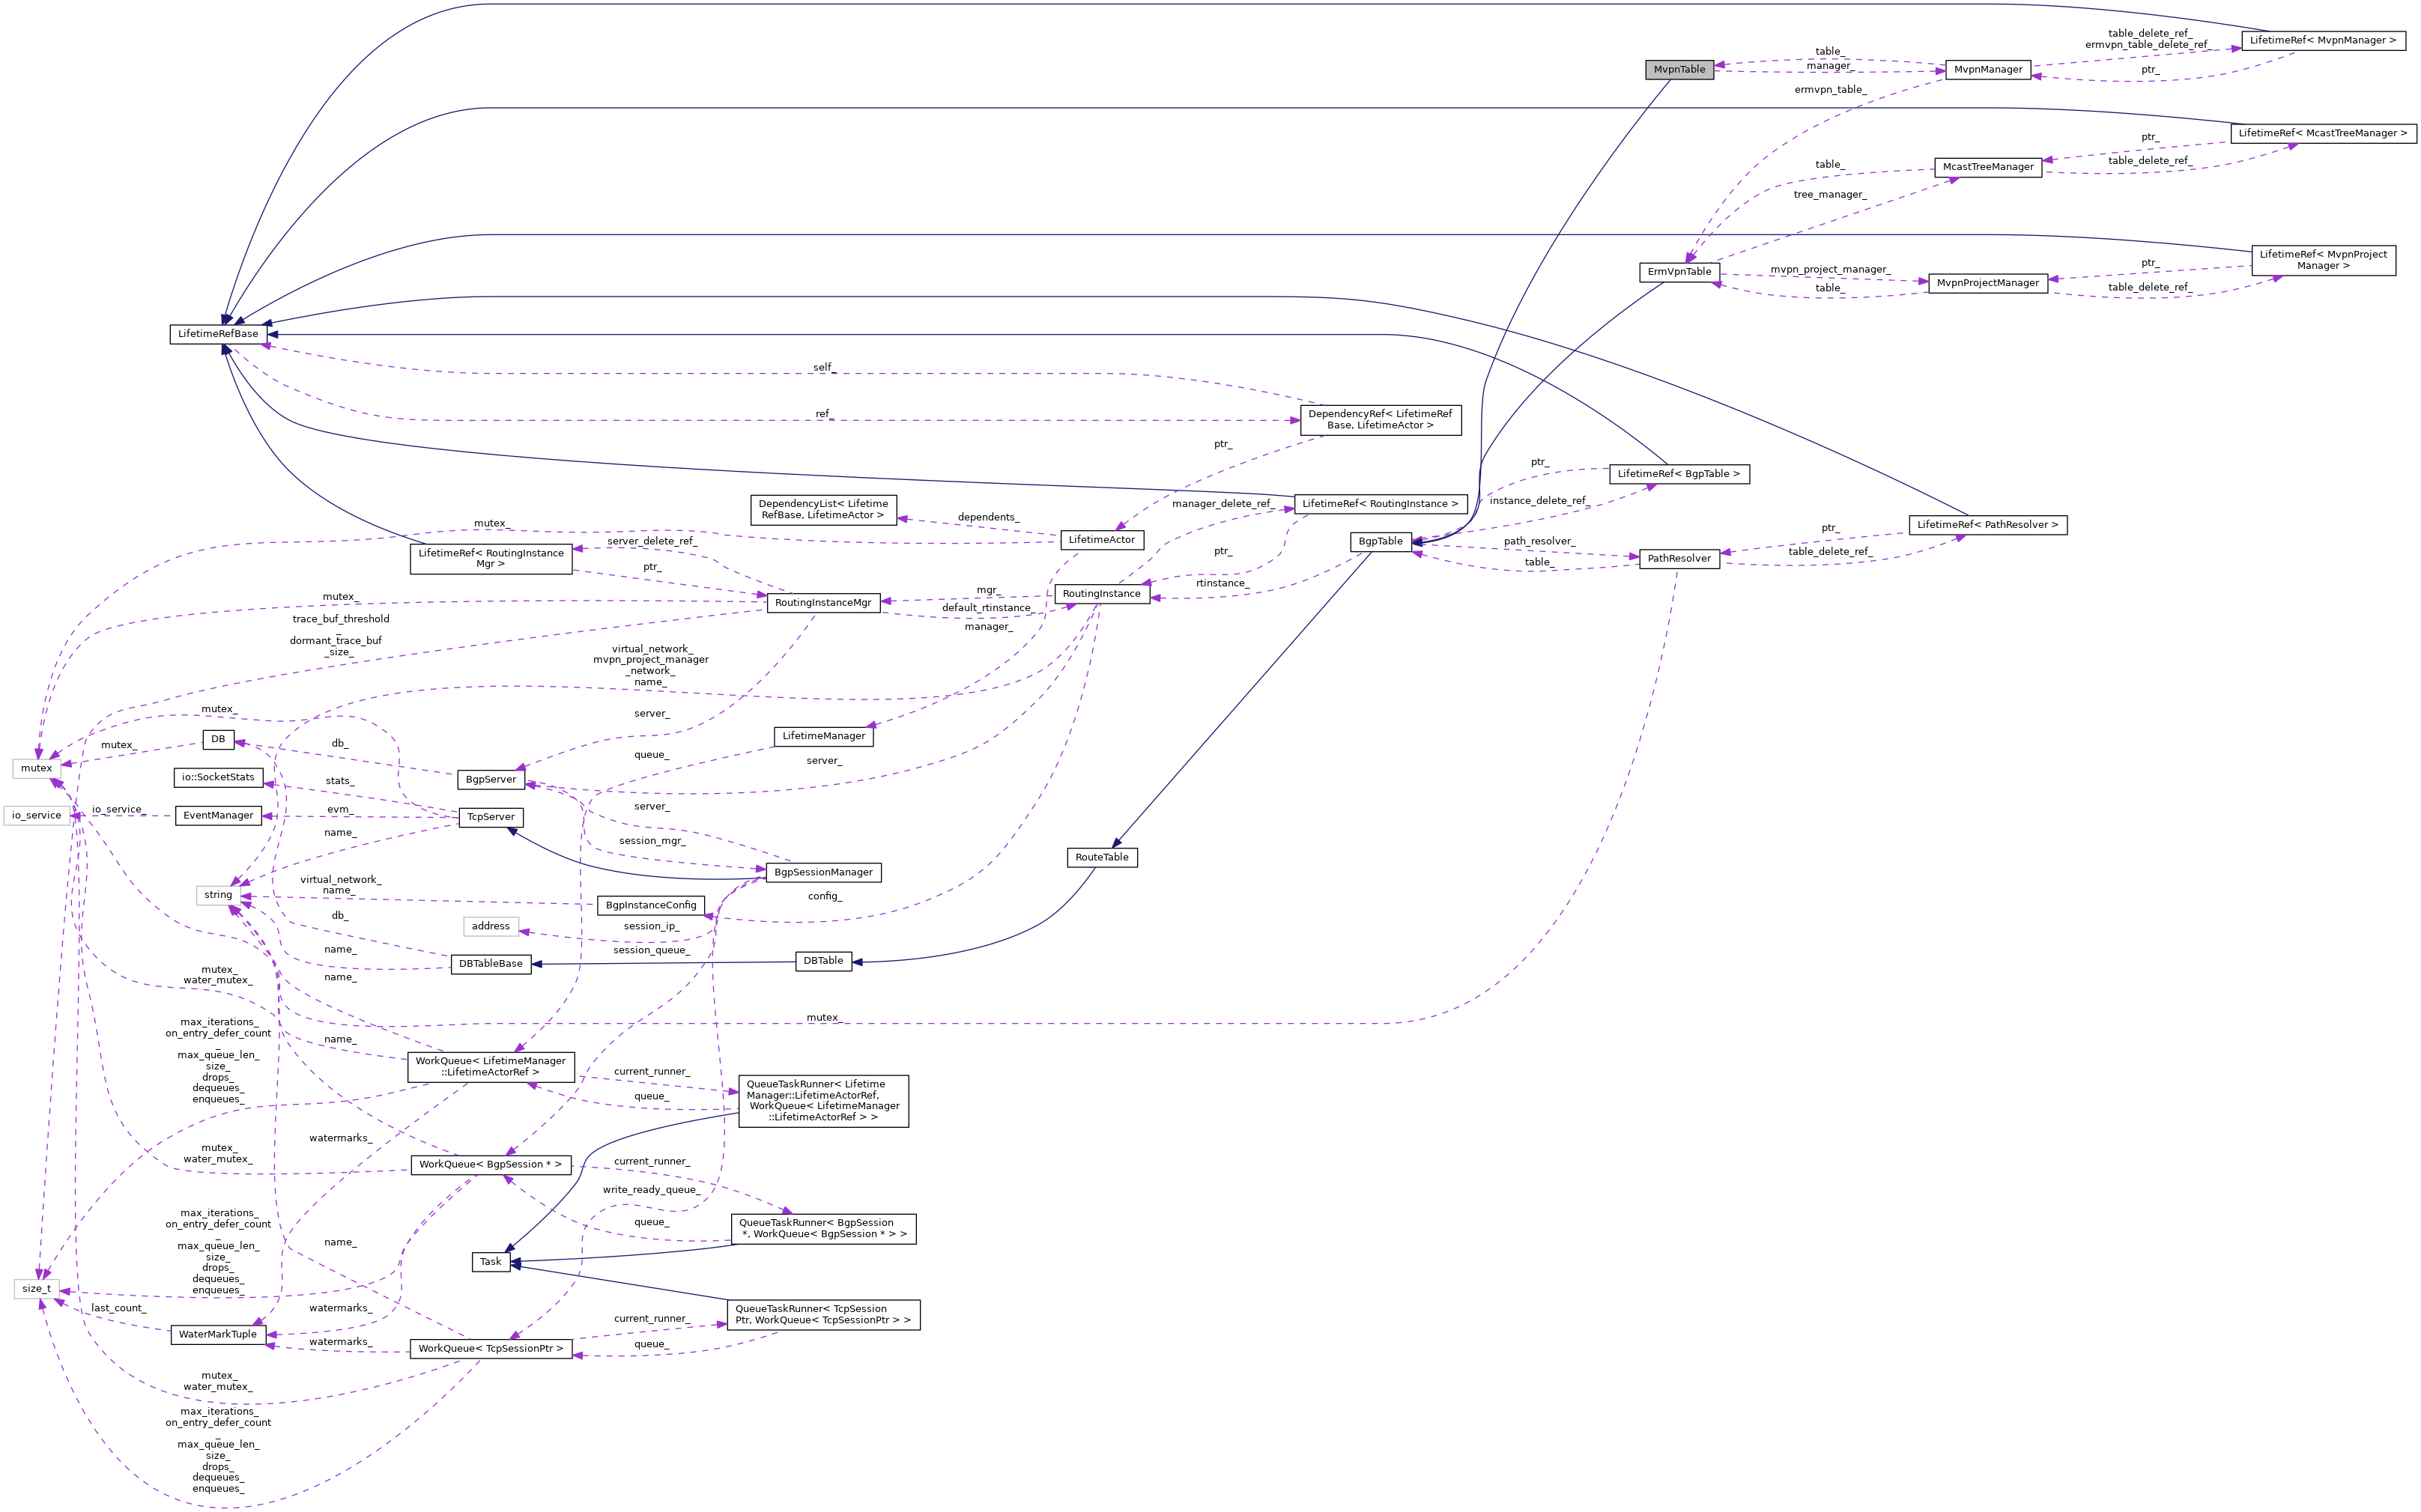 table_delete_ref_
ermvpn_table_delete_ref_
LifetimeRef< MvpnManager >
table_
manager_
MvpnTable
MvpnManager
ptr_
ermvpn_table_
LifetimeRef< McastTreeManager >
ptr_
table_
McastTreeManager
table_delete_ref_
tree_manager_
LifetimeRef< MvpnProject
Manager >
ptr_
ErmVpnTable
mvpn_project_manager_
MvpnProjectManager
table_
table_delete_ref_
LifetimeRefBase
self_
ref_
DependencyRef< LifetimeRef
Base, LifetimeActor >
ptr_
ptr_
LifetimeRef< BgpTable >
DependencyList< Lifetime
RefBase, LifetimeActor >
dependents_
manager_delete_ref_
LifetimeRef< RoutingInstance >
instance_delete_ref_
mutex_
LifetimeActor
BgpTable
path_resolver_
ptr_
LifetimeRef< PathResolver >
LifetimeRef< RoutingInstance
Mgr >
server_delete_ref_
ptr_
ptr_
table_
PathResolver
table_delete_ref_
mutex_
RoutingInstanceMgr
mgr_
default_rtinstance_
RoutingInstance
rtinstance_
trace_buf_threshold
_
dormant_trace_buf
_size_
manager_
virtual_network_
mvpn_project_manager
_network_
name_
mutex_
server_
LifetimeManager
DB
mutex_
db_
queue_
server_
mutex
io::SocketStats
stats_
BgpServer
io_service
io_service_
EventManager
evm_
TcpServer
server_
name_
session_mgr_
RouteTable
BgpSessionManager
string
virtual_network_
name_
BgpInstanceConfig
config_
db_
address
session_ip_
name_
DBTableBase
session_queue_
DBTable
mutex_
water_mutex_
name_
mutex_
max_iterations_
on_entry_defer_count
_
max_queue_len_
size_
drops_
dequeues_
enqueues_
name_
WorkQueue< LifetimeManager
::LifetimeActorRef >
current_runner_
queue_
QueueTaskRunner< Lifetime
Manager::LifetimeActorRef,
WorkQueue< LifetimeManager
::LifetimeActorRef > >
watermarks_
mutex_
water_mutex_
WorkQueue< BgpSession * >
current_runner_
write_ready_queue_
queue_
QueueTaskRunner< BgpSession
*, WorkQueue< BgpSession * > >
max_iterations_
on_entry_defer_count
_
max_queue_len_
size_
drops_
dequeues_
enqueues_
name_
Task
size_t
last_count_
WaterMarkTuple
watermarks_
watermarks_
WorkQueue< TcpSessionPtr >
current_runner_
queue_
QueueTaskRunner< TcpSession
Ptr, WorkQueue< TcpSessionPtr > >
mutex_
water_mutex_
max_iterations_
on_entry_defer_count
_
max_queue_len_
size_
drops_
dequeues_
enqueues_